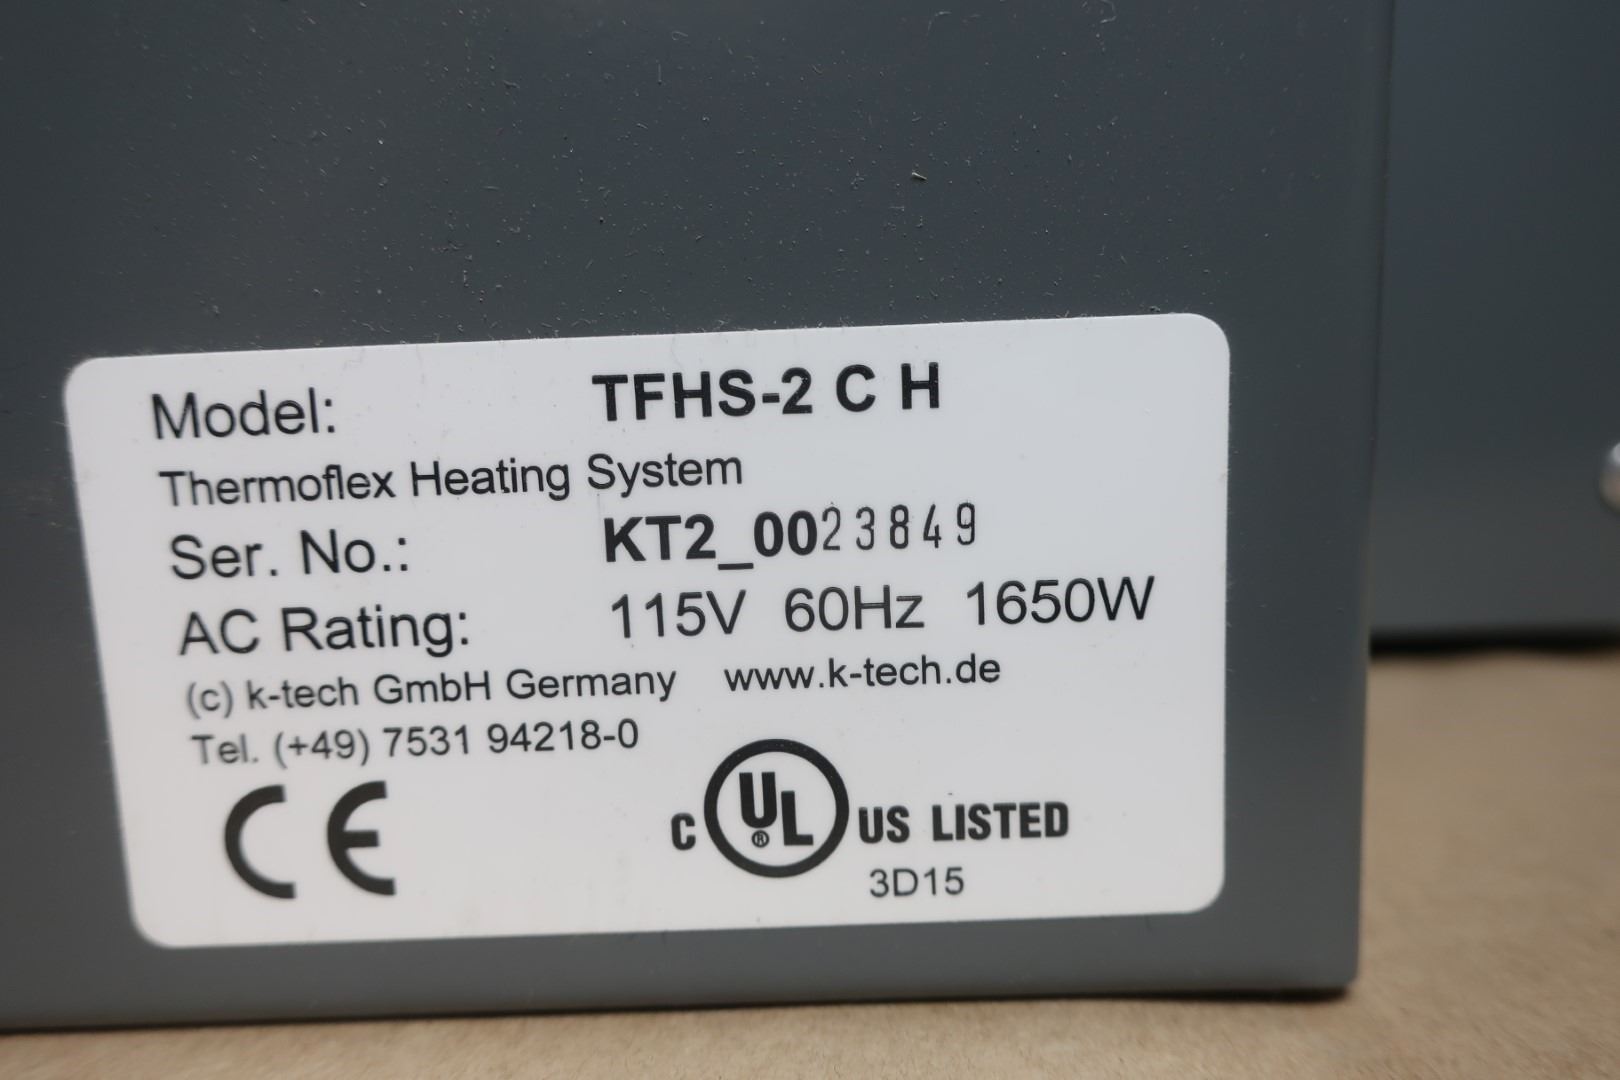 Model: TFHS-2 C H
Thermoflex Heating System
Ser. No.: KT2_0023849
AC Rating: 115V 60Hz 1650W
(c) k-tech GmbH Germany www.k-tech.de
Tel. (+49) 7531 94218-0
CE
C UL® US LISTED
3D15